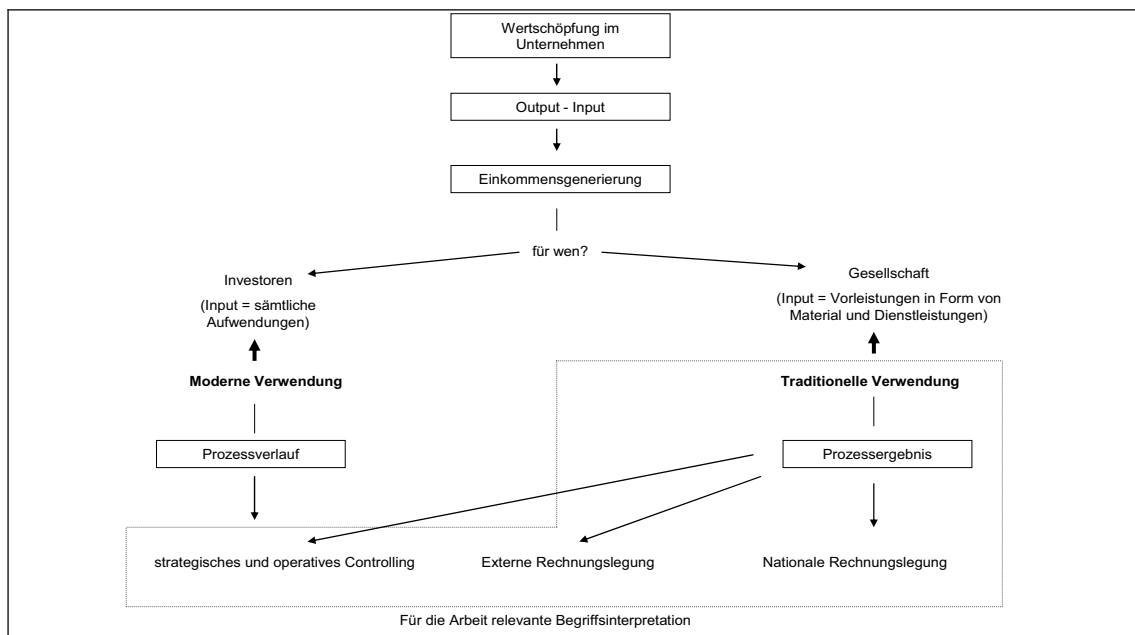 Wertschöpfung im
Unternehmen
Output - Input
Einkommensgenerierung
für wen?
Investoren
(Input = sämtliche
Aufwendungen)
Gesellschaft
(Input = Vorleistungen in Form von
Material und Dienstleistungen)
Moderne Verwendung
Traditionelle Verwendung
Prozessverlauf
Prozessergebnis
strategisches und operatives Controlling
Externe Rechnungslegung
Nationale Rechnungslegung
Für die Arbeit relevante Begriffsinterpretation